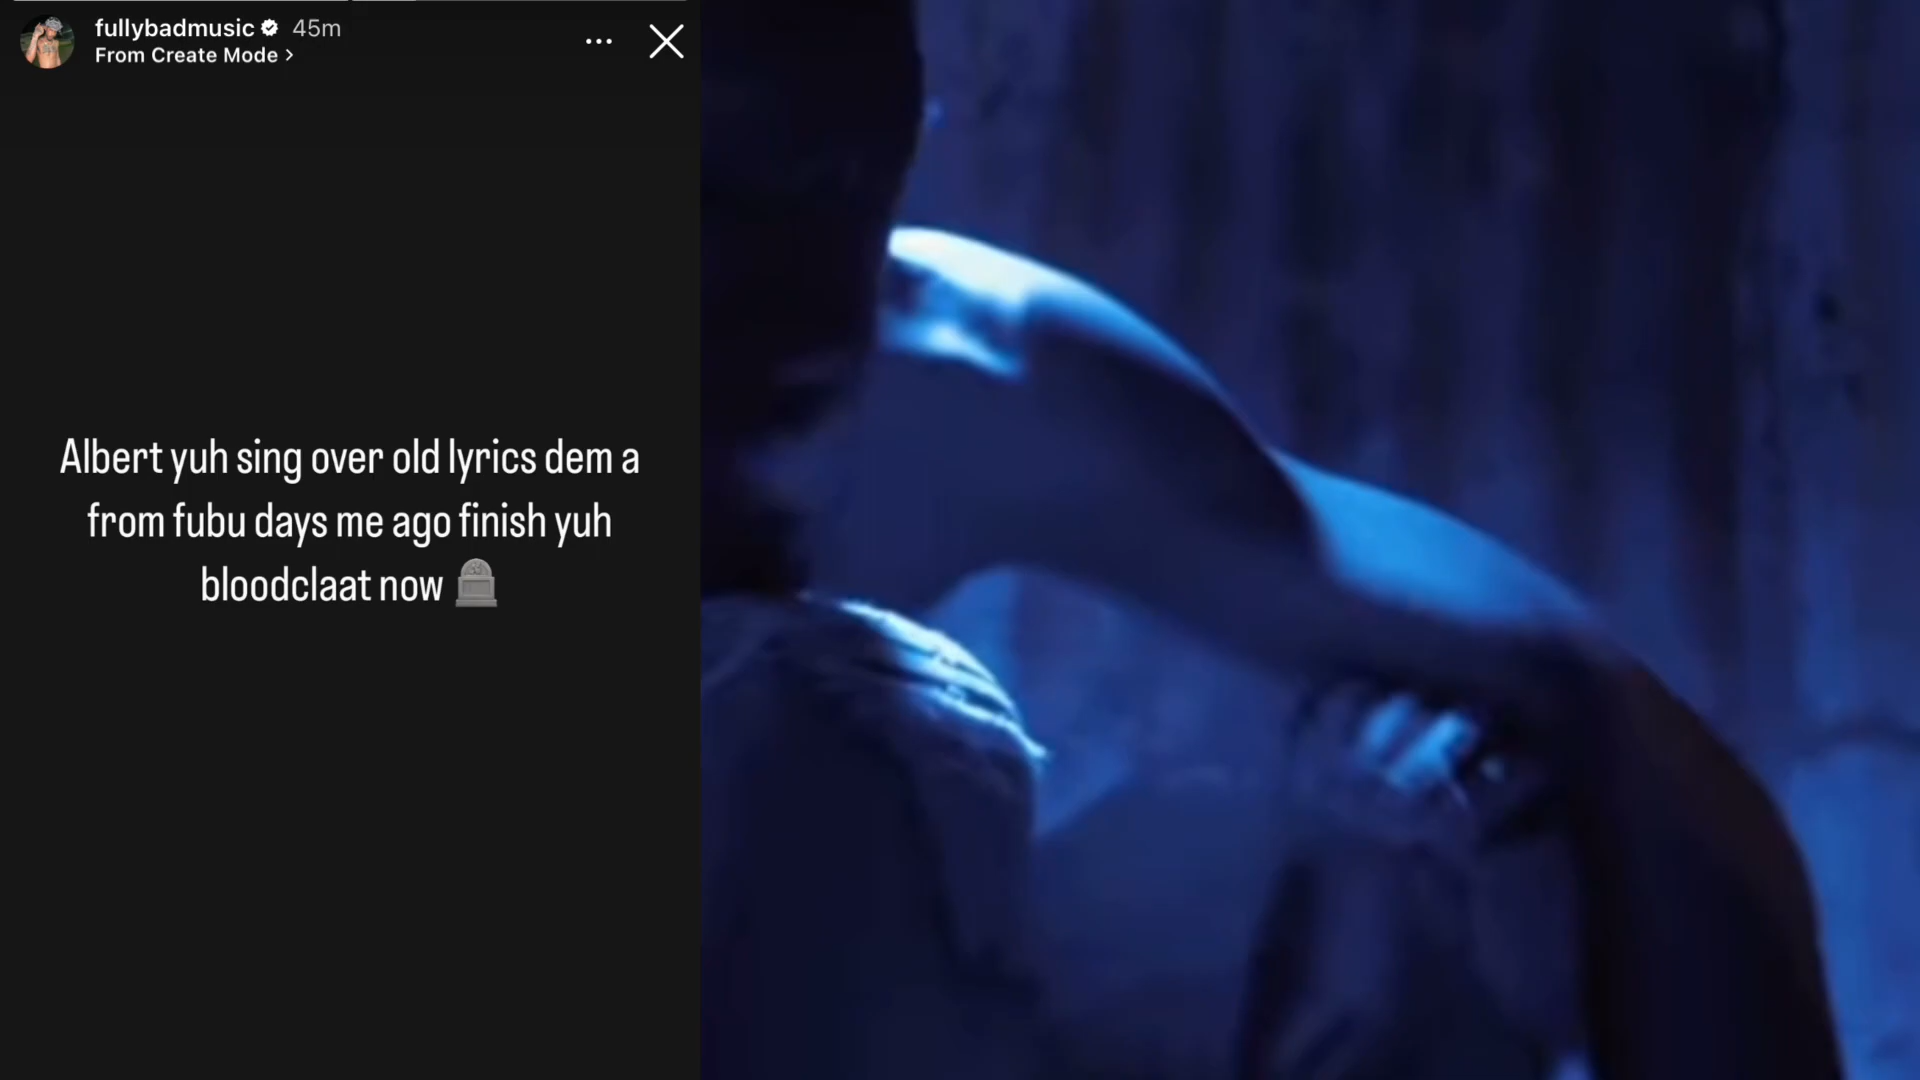 fullybadmusic 45m
From Create Mode >
Albert yuh sing over old lyrics dem a
from fubu days me ago finish yuh
bloodclaat now 🪦